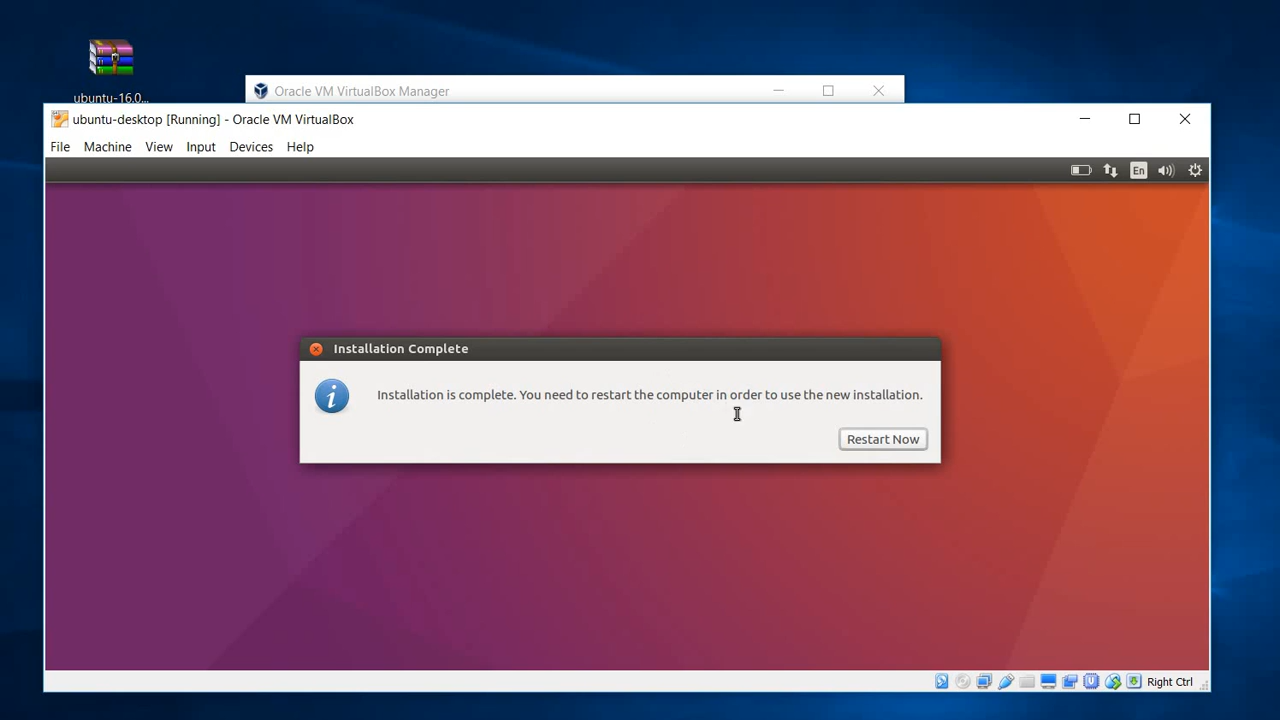 ubuntu-16.0...
Oracle VM VirtualBox Manager
ubuntu-desktop [Running] - Oracle VM VirtualBox
File Machine View Input Devices Help
En
Installation Complete
Installation is complete. You need to restart the computer in order to use the new installation.
Restart Now
Right Ctrl